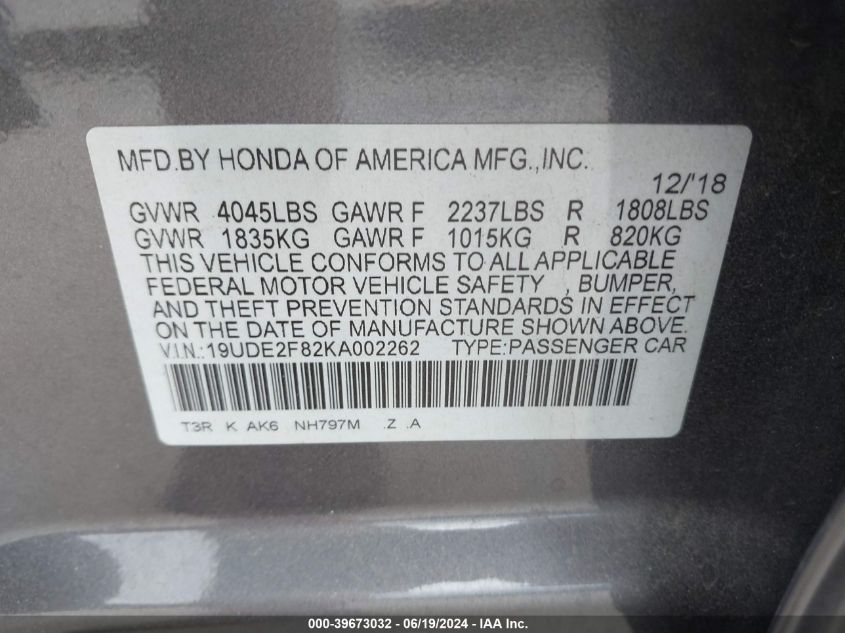 MFD.BY HONDA OF AMERICA MFG.,INC.
12/'18
GVWR 4045LBS GAWR F 2237LBS R 1808LBS
GVWR 1835KG GAWR F 1015KG R 820KG
THIS VEHICLE CONFORMS TO ALL APPLICABLE
FEDERAL MOTOR VEHICLE SAFETY , BUMPER,
AND THEFT PREVENTION STANDARDS IN EFFECT
ON THE DATE OF MANUFACTURE SHOWN ABOVE.
V.I.N.:19UDE2F82KA002262 TYPE:PASSENGER CAR
T3R K AK6 NH797M .Z .A
000-39673032 - 06/19/2024 - IAA Inc.